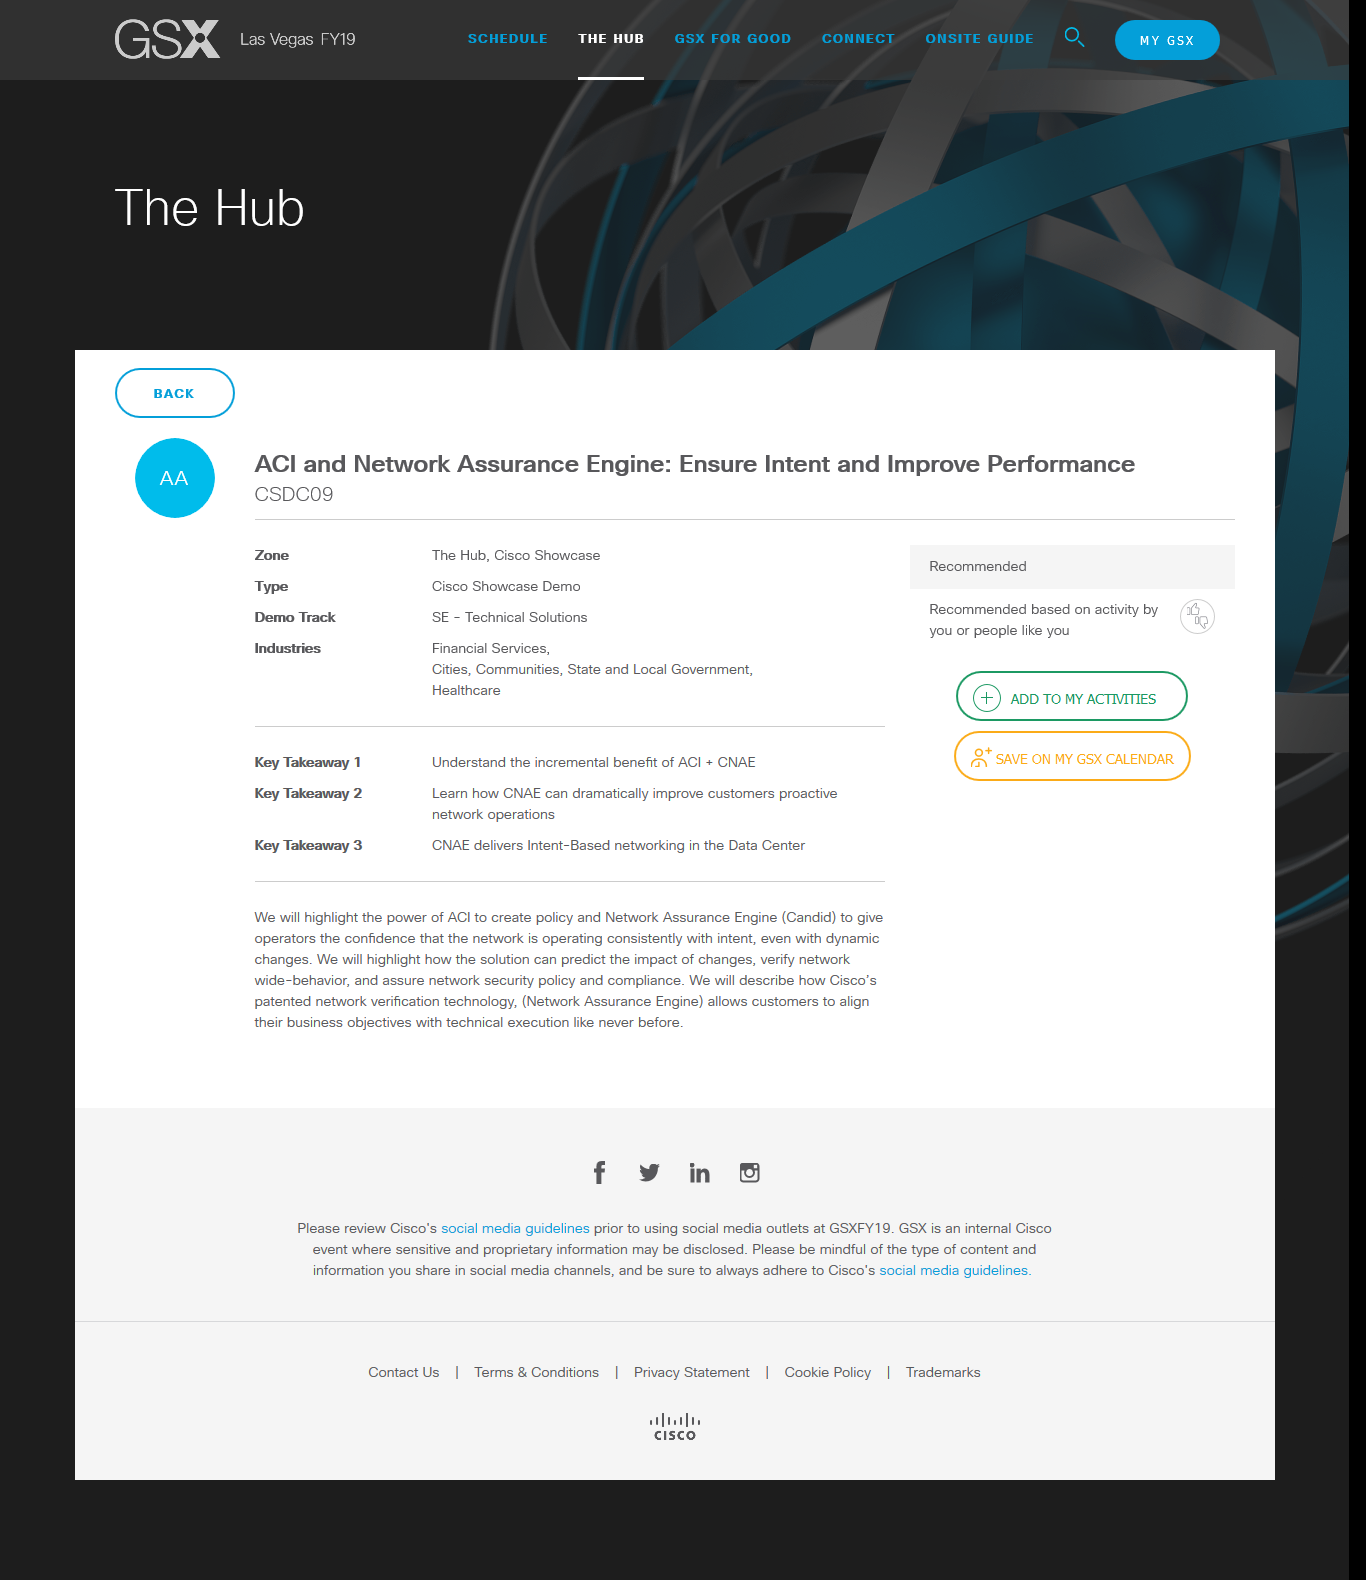 GSX Las Vegas FY19
SCHEDULE THE HUB GSX FOR GOOD CONNECT ONSITE GUIDE MY GSX
The Hub
BACK
AA
ACI and Network Assurance Engine: Ensure Intent and Improve Performance
CSDC09
Zone The Hub, Cisco Showcase
Type Cisco Showcase Demo
Demo Track SE - Technical Solutions
Industries Financial Services,
Cities, Communities, State and Local Government,
Healthcare
Recommended
Recommended based on activity by
you or people like you
ADD TO MY ACTIVITIES
SAVE ON MY GSX CALENDAR
Key Takeaway 1 Understand the incremental benefit of ACI + CNAE
Key Takeaway 2 Learn how CNAE can dramatically improve customers proactive
network operations
Key Takeaway 3 CNAE delivers Intent-Based networking in the Data Center
We will highlight the power of ACI to create policy and Network Assurance Engine (Candid) to give
operators the confidence that the network is operating consistently with intent, even with dynamic
changes. We will highlight how the solution can predict the impact of changes, verify network
wide-behavior, and assure network security policy and compliance. We will describe how Cisco's
patented network verification technology, (Network Assurance Engine) allows customers to align
their business objectives with technical execution like never before.
Please review Cisco's social media guidelines prior to using social media outlets at GSXFY19. GSX is an internal Cisco
event where sensitive and proprietary information may be disclosed. Please be mindful of the type of content and
information you share in social media channels, and be sure to always adhere to Cisco's social media guidelines.
Contact Us | Terms & Conditions | Privacy Statement | Cookie Policy | Trademarks
CISCO